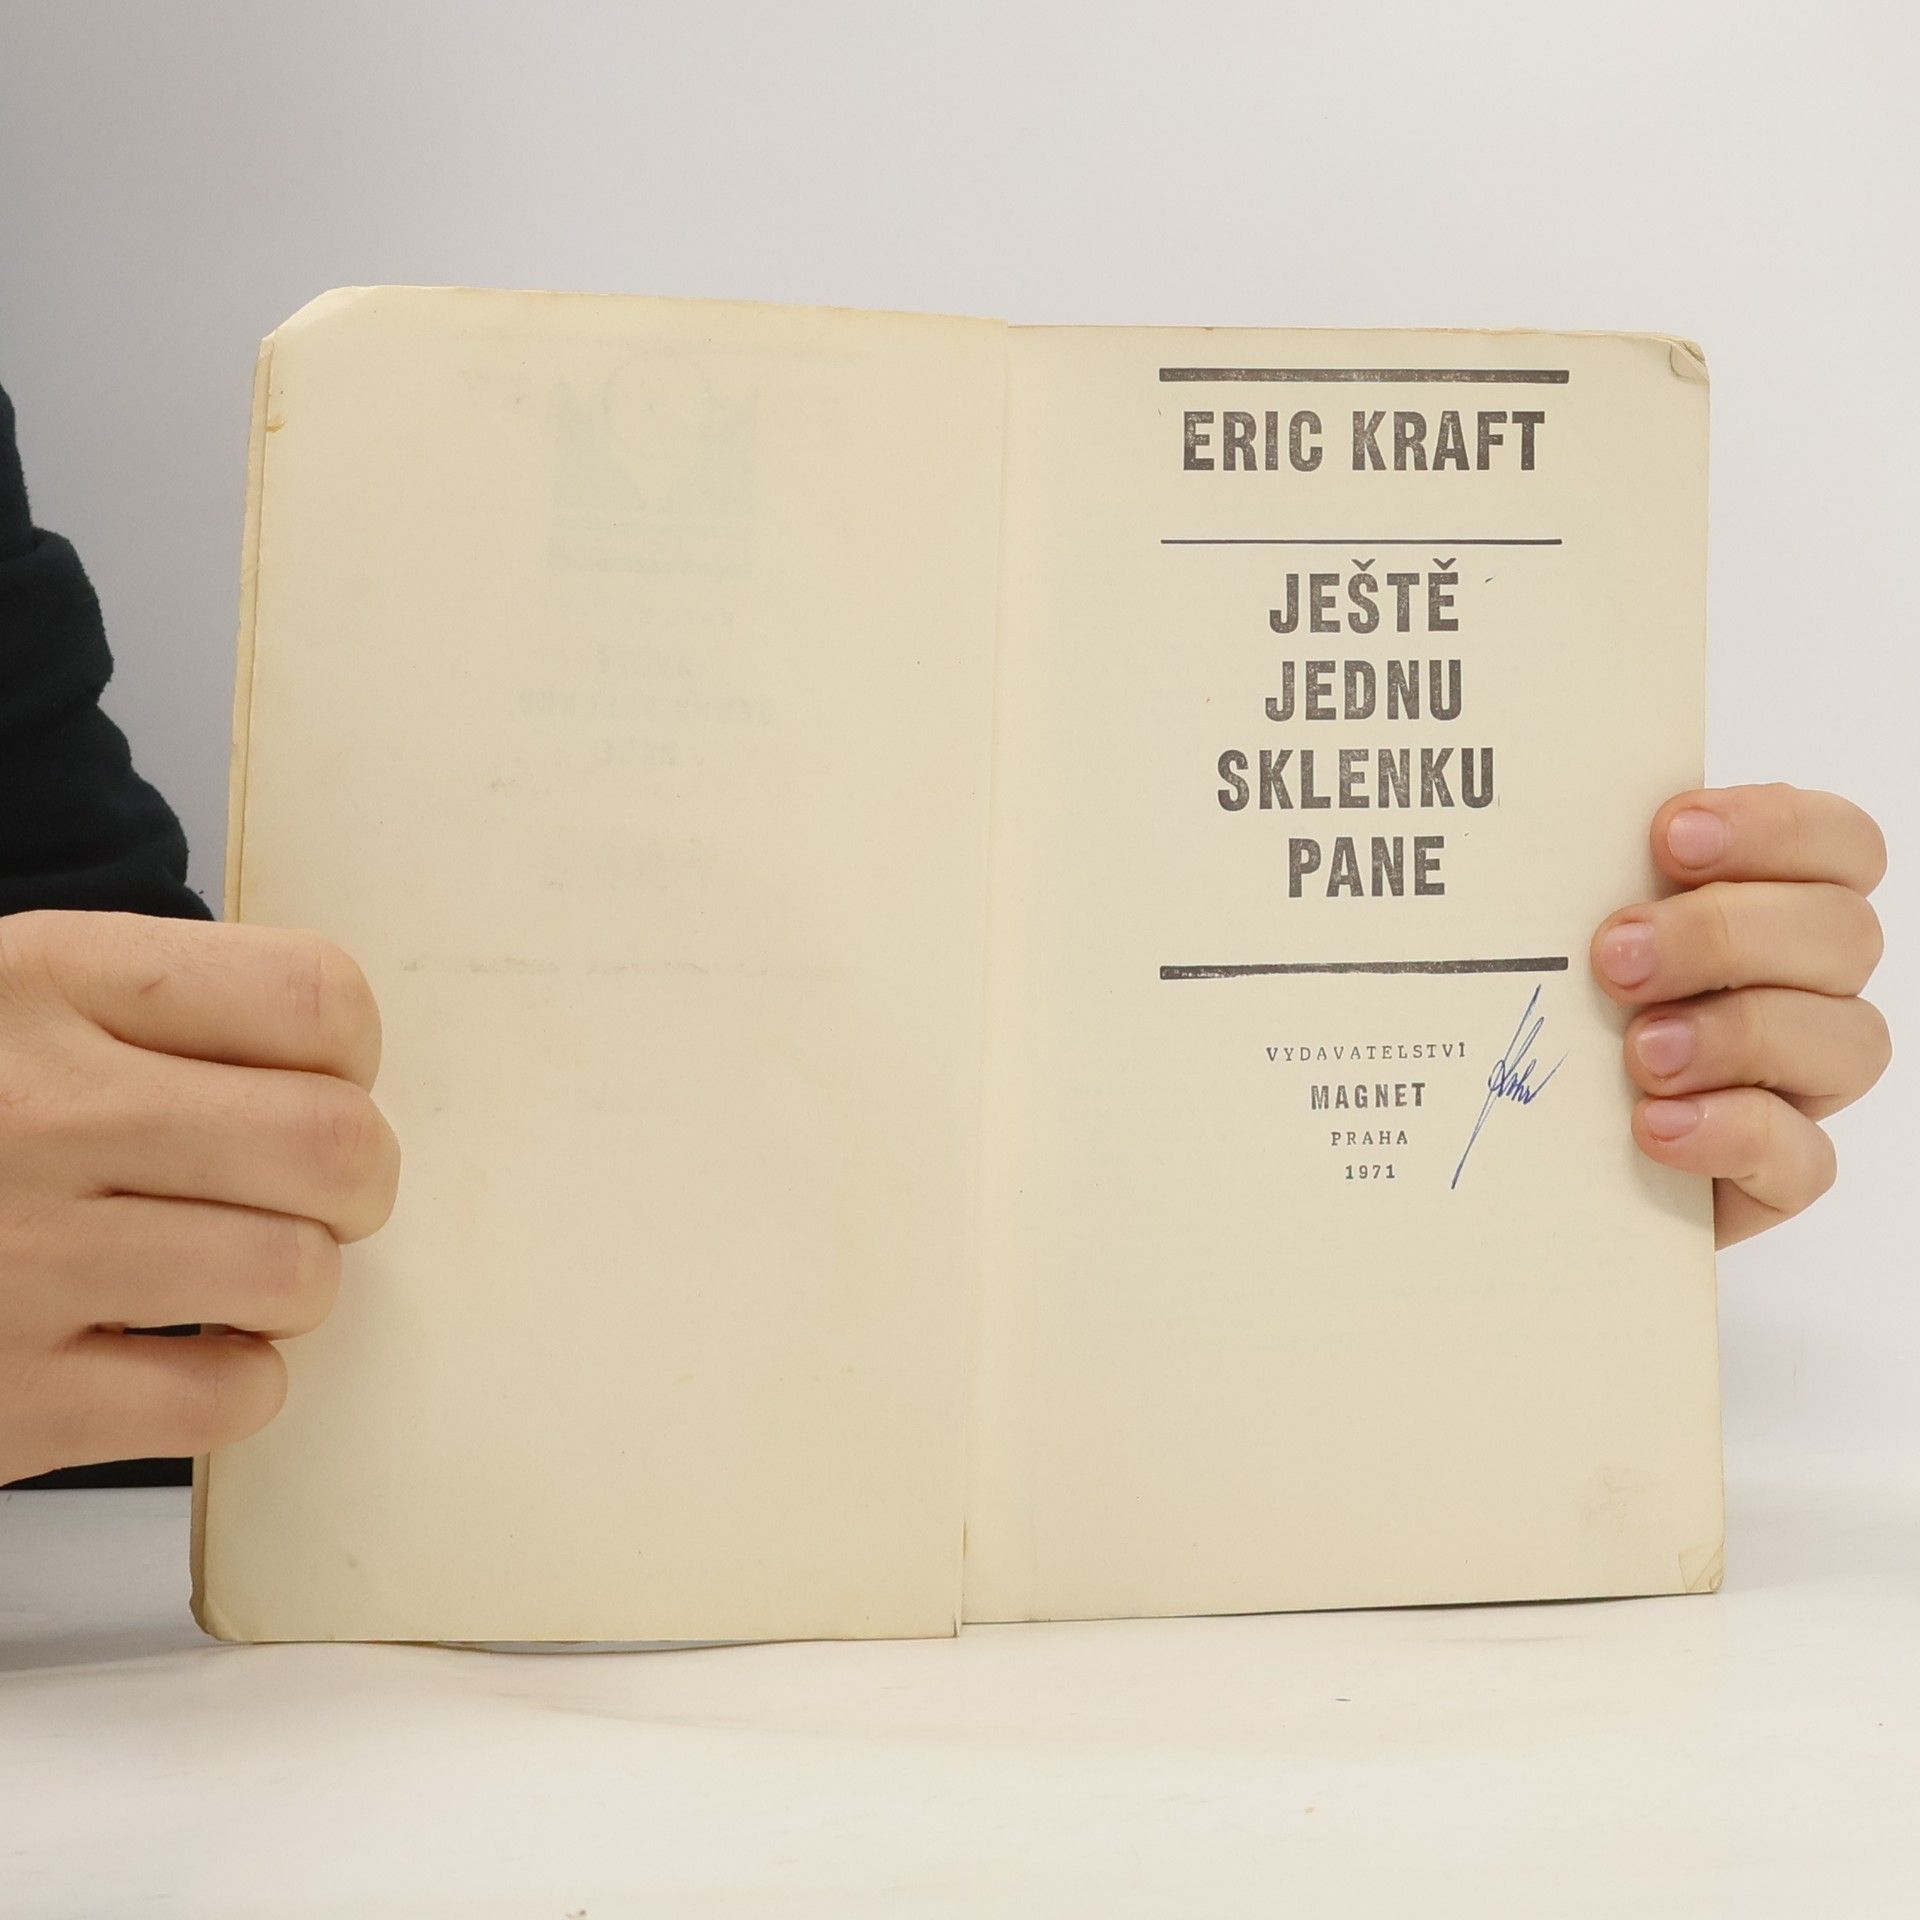 ERIC KRAFT
JEŠTĚ
JEDNU
SKLENKU
PANE
VYDAVATELSTVÍ
MAGNET
PRAHA
1971